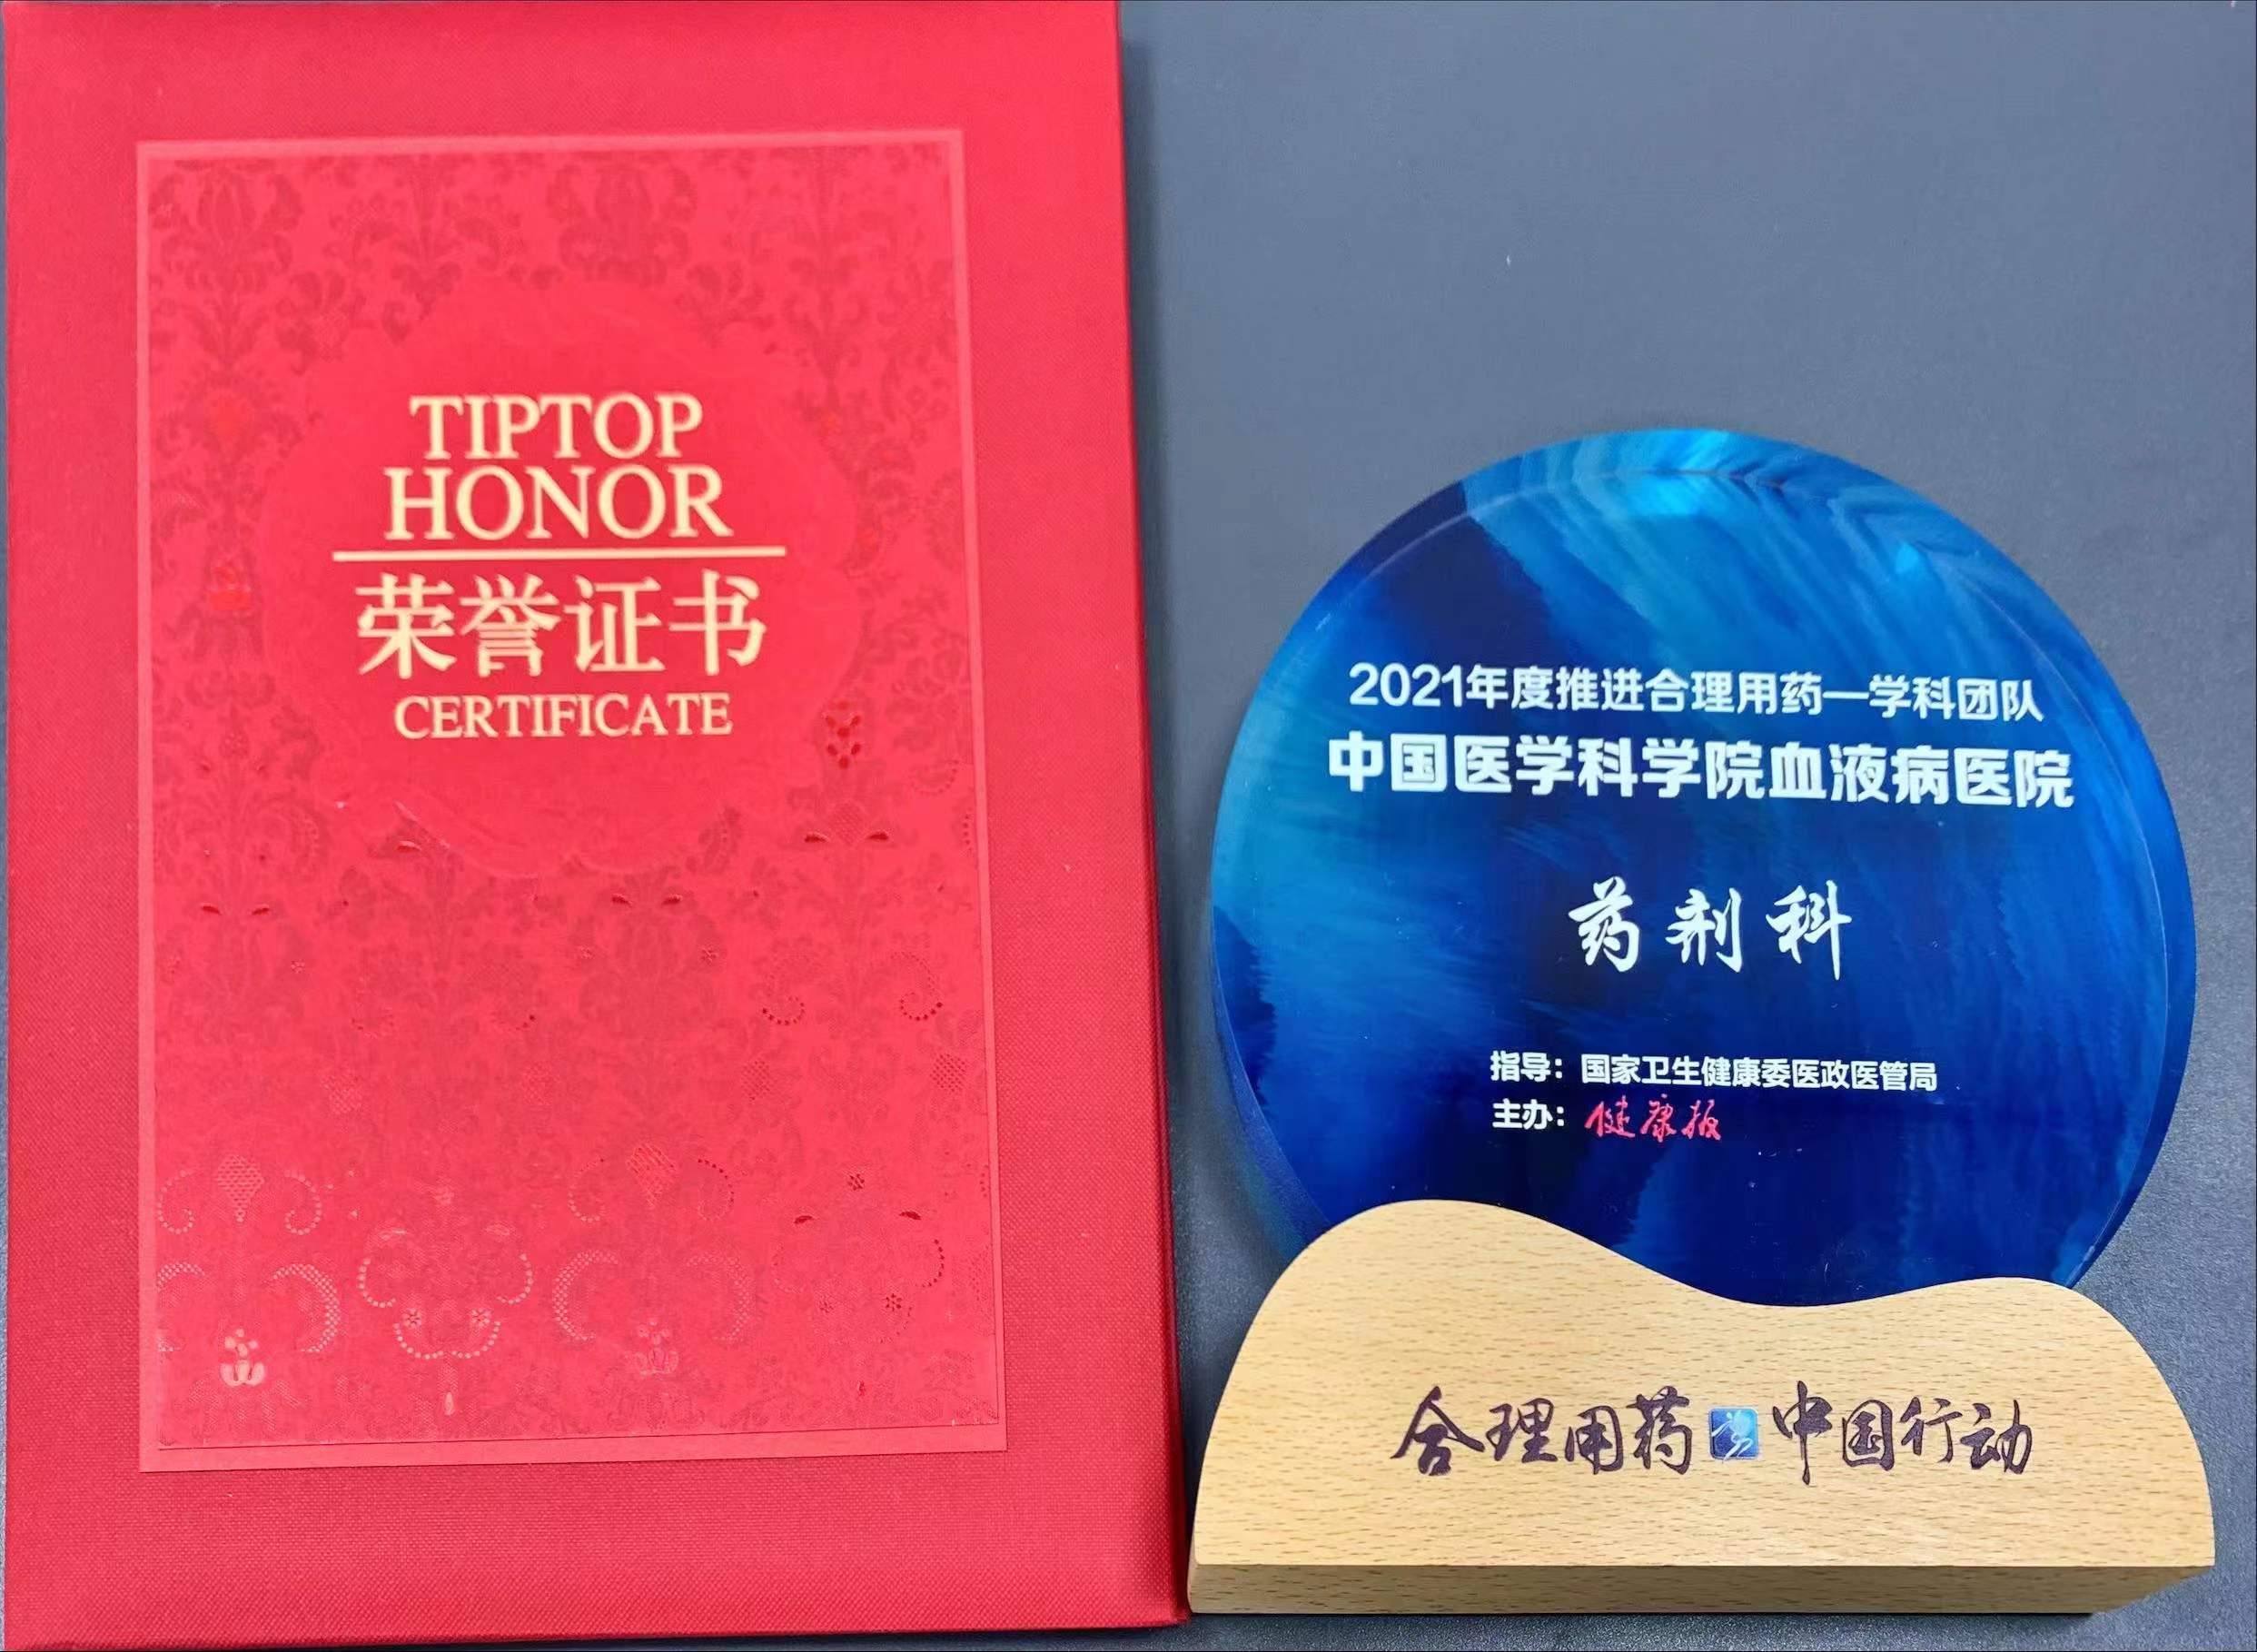 TIPTOP
HONOR
荣誉证书
CERTIFICATE
2021年度推进合理用药—学科团队
中国医学科学院血液病医院
药剂科
指导：国家卫生健康委医政医管局
主办：健康报
合理用药 中国行动